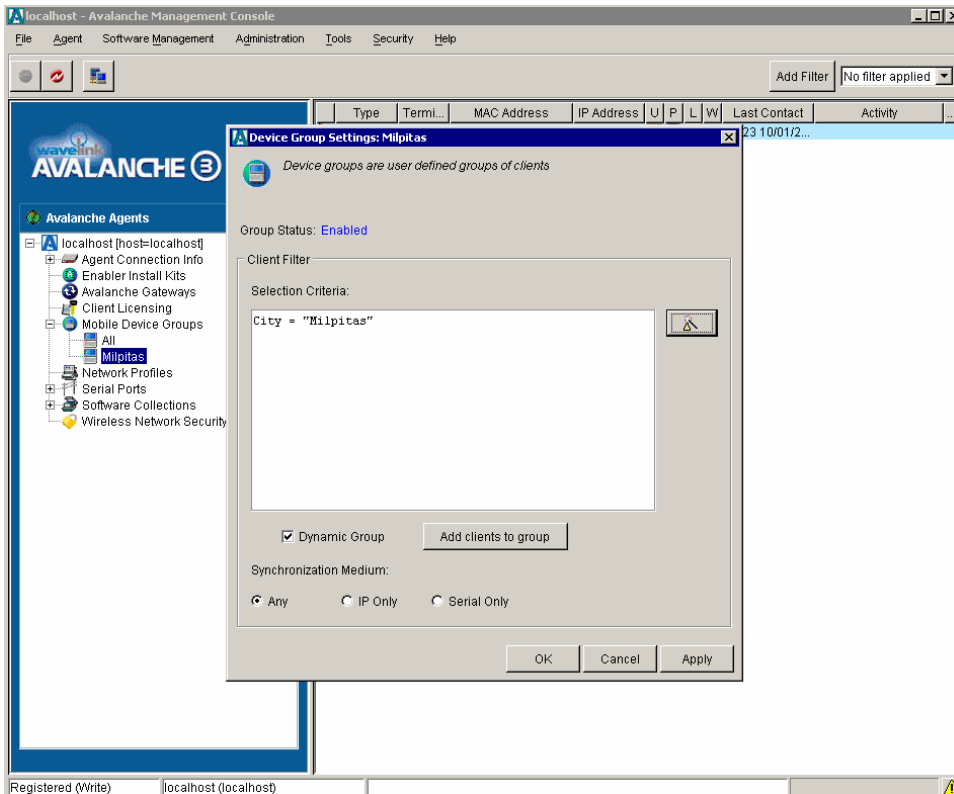 localhost - Avalanche Management Console
File Agent Software Management Administration Tools Security Help
Add Filter No filter applied
Type Termi... MAC Address IP Address U P L W Last Contact Activity ...
23 10/01/2...
wavelink
AVALANCHE 3
Avalanche Agents
localhost [host=localhost]
Agent Connection Info
Enabler Install Kits
Avalanche Gateways
Client Licensing
Mobile Device Groups
All
Milpitas
Network Profiles
Serial Ports
Software Collections
Wireless Network Security
Device Group Settings: Milpitas
Device groups are user defined groups of clients
Group Status: Enabled
Client Filter
Selection Criteria:
City = "Milpitas"
Dynamic Group Add clients to group
Synchronization Medium:
Any IP Only Serial Only
OK Cancel Apply
Registered (Write) localhost (localhost)